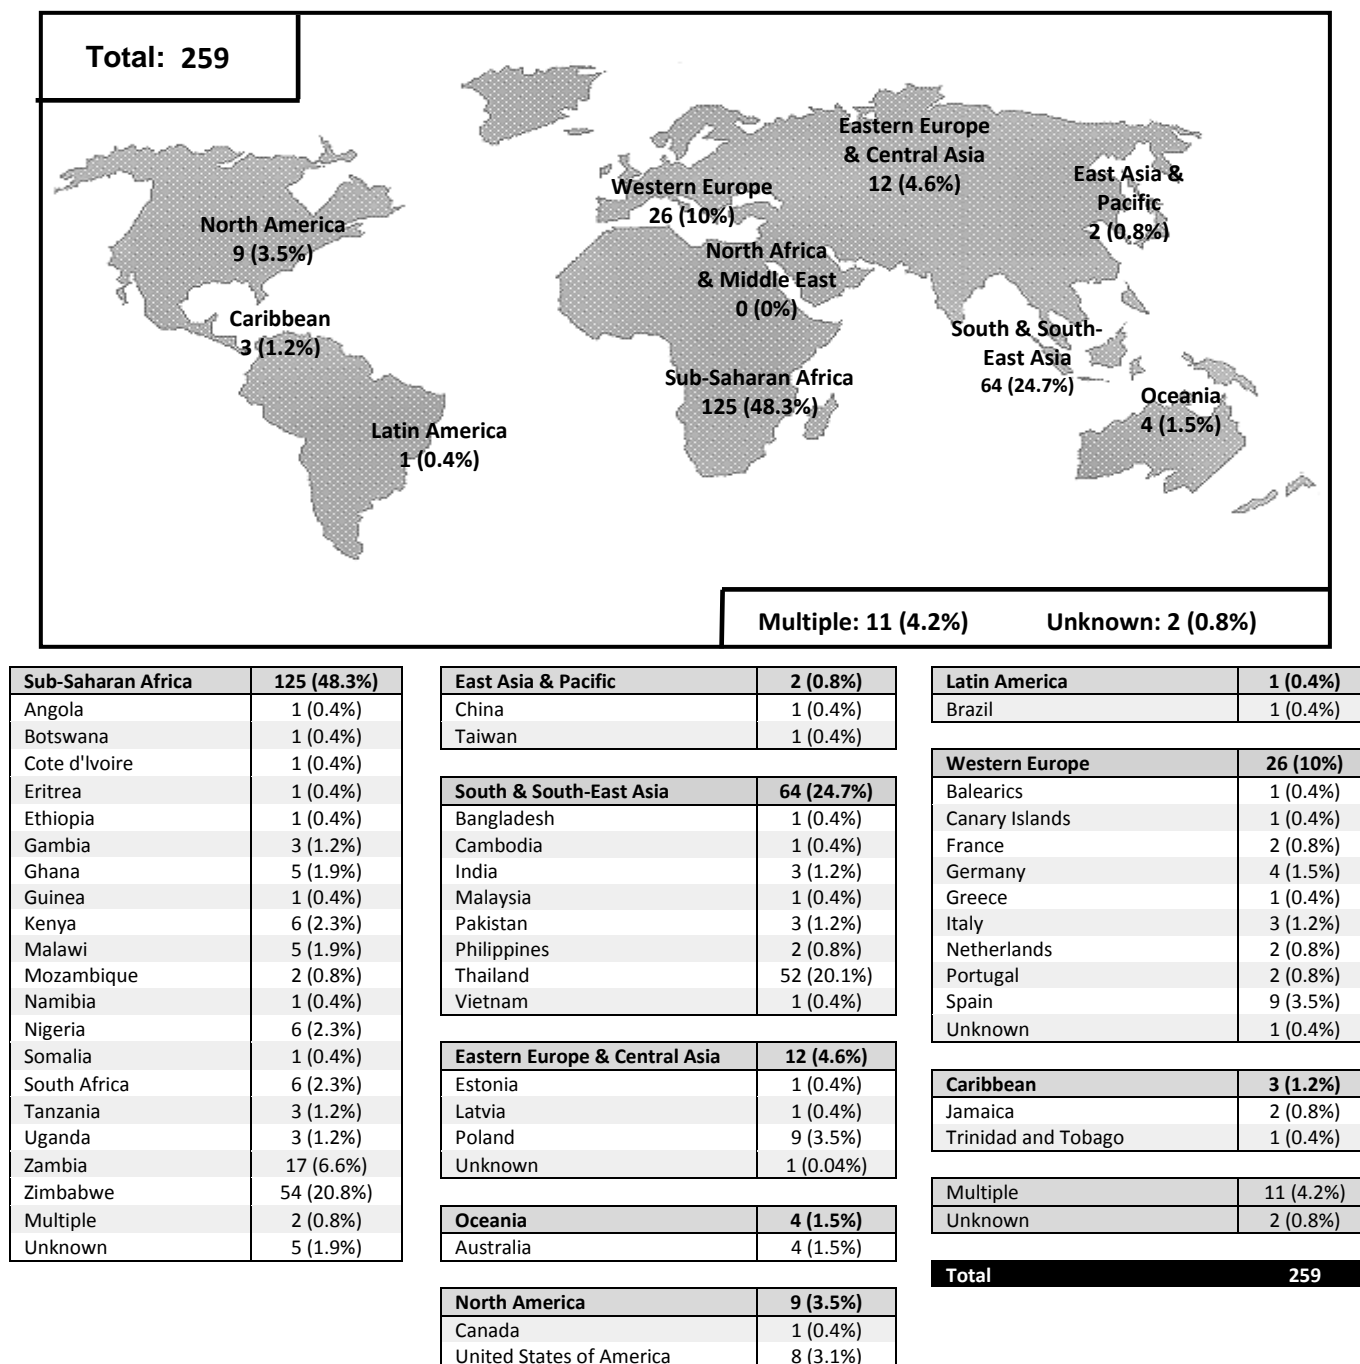 Total: 259
Eastern Europe
& Central Asia
12 (4.6%)
East Asia &
Pacific
2 (0.8%)
Western Europe
26 (10%)
North America
9 (3.5%)
North Africa
& Middle East
0 (0%)
Caribbean
3 (1.2%)
South & South-
East Asia
64 (24.7%)
Sub-Saharan Africa
125 (48.3%)
Oceania
4 (1.5%)
Latin America
1 (0.4%)
Multiple: 11 (4.2%) Unknown: 2 (0.8%)
Sub-Saharan Africa 125 (48.3%)
Angola 1 (0.4%)
Botswana 1 (0.4%)
Cote d'Ivoire 1 (0.4%)
Eritrea 1 (0.4%)
Ethiopia 1 (0.4%)
Gambia 3 (1.2%)
Ghana 5 (1.9%)
Guinea 1 (0.4%)
Kenya 6 (2.3%)
Malawi 5 (1.9%)
Mozambique 2 (0.8%)
Namibia 1 (0.4%)
Nigeria 6 (2.3%)
Somalia 1 (0.4%)
South Africa 6 (2.3%)
Tanzania 3 (1.2%)
Uganda 3 (1.2%)
Zambia 17 (6.6%)
Zimbabwe 54 (20.8%)
Multiple 2 (0.8%)
Unknown 5 (1.9%)
East Asia & Pacific 2 (0.8%)
China 1 (0.4%)
Taiwan 1 (0.4%)
South & South-East Asia 64 (24.7%)
Bangladesh 1 (0.4%)
Cambodia 1 (0.4%)
India 3 (1.2%)
Malaysia 1 (0.4%)
Pakistan 3 (1.2%)
Philippines 2 (0.8%)
Thailand 52 (20.1%)
Vietnam 1 (0.4%)
Eastern Europe & Central Asia 12 (4.6%)
Estonia 1 (0.4%)
Latvia 1 (0.4%)
Poland 9 (3.5%)
Unknown 1 (0.04%)
Oceania 4 (1.5%)
Australia 4 (1.5%)
North America 9 (3.5%)
Canada 1 (0.4%)
United States of America 8 (3.1%)
Latin America 1 (0.4%)
Brazil 1 (0.4%)
Western Europe 26 (10%)
Balearics 1 (0.4%)
Canary Islands 1 (0.4%)
France 2 (0.8%)
Germany 4 (1.5%)
Greece 1 (0.4%)
Italy 3 (1.2%)
Netherlands 2 (0.8%)
Portugal 2 (0.8%)
Spain 9 (3.5%)
Unknown 1 (0.4%)
Caribbean 3 (1.2%)
Jamaica 2 (0.8%)
Trinidad and Tobago 1 (0.4%)
Multiple 11 (4.2%)
Unknown 2 (0.8%)
Total 259